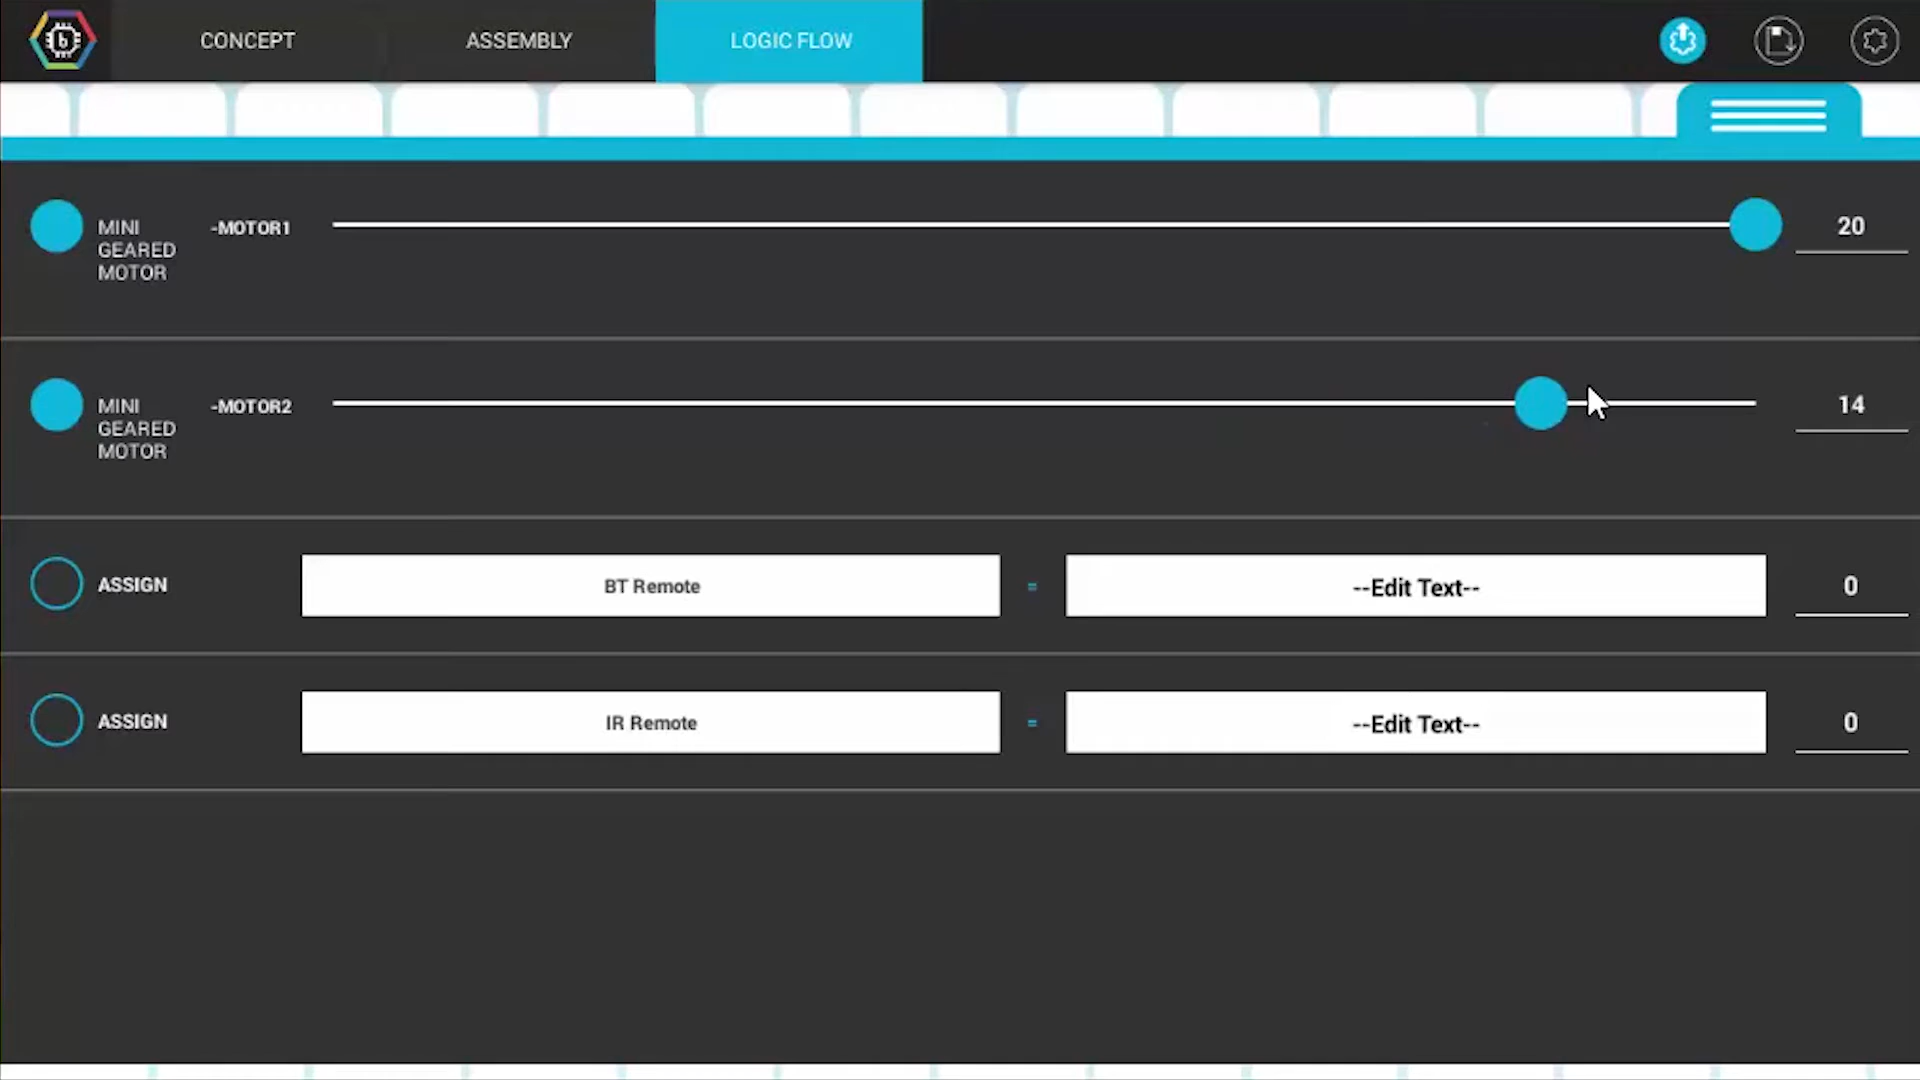 CONCEPT ASSEMBLY LOGIC FLOW
MINI GEARED MOTOR -MOTOR1 20
MINI GEARED MOTOR -MOTOR2 14
ASSIGN BT Remote = --Edit Text-- 0
ASSIGN IR Remote = --Edit Text-- 0